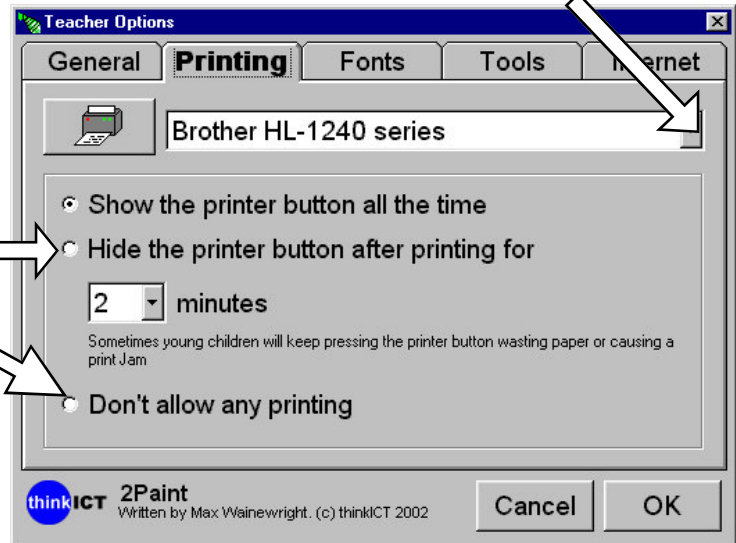 Teacher Options
General Printing Fonts Tools
Brother HL-1240 series
Show the printer button all the time
Hide the printer button after printing for
2 minutes
Sometimes young children will keep pressing the printer button wasting paper or causing a
print Jam
Don't allow any printing
think ICT 2Paint
Written by Max Wainewright. (c) thinkICT 2002
Cancel OK